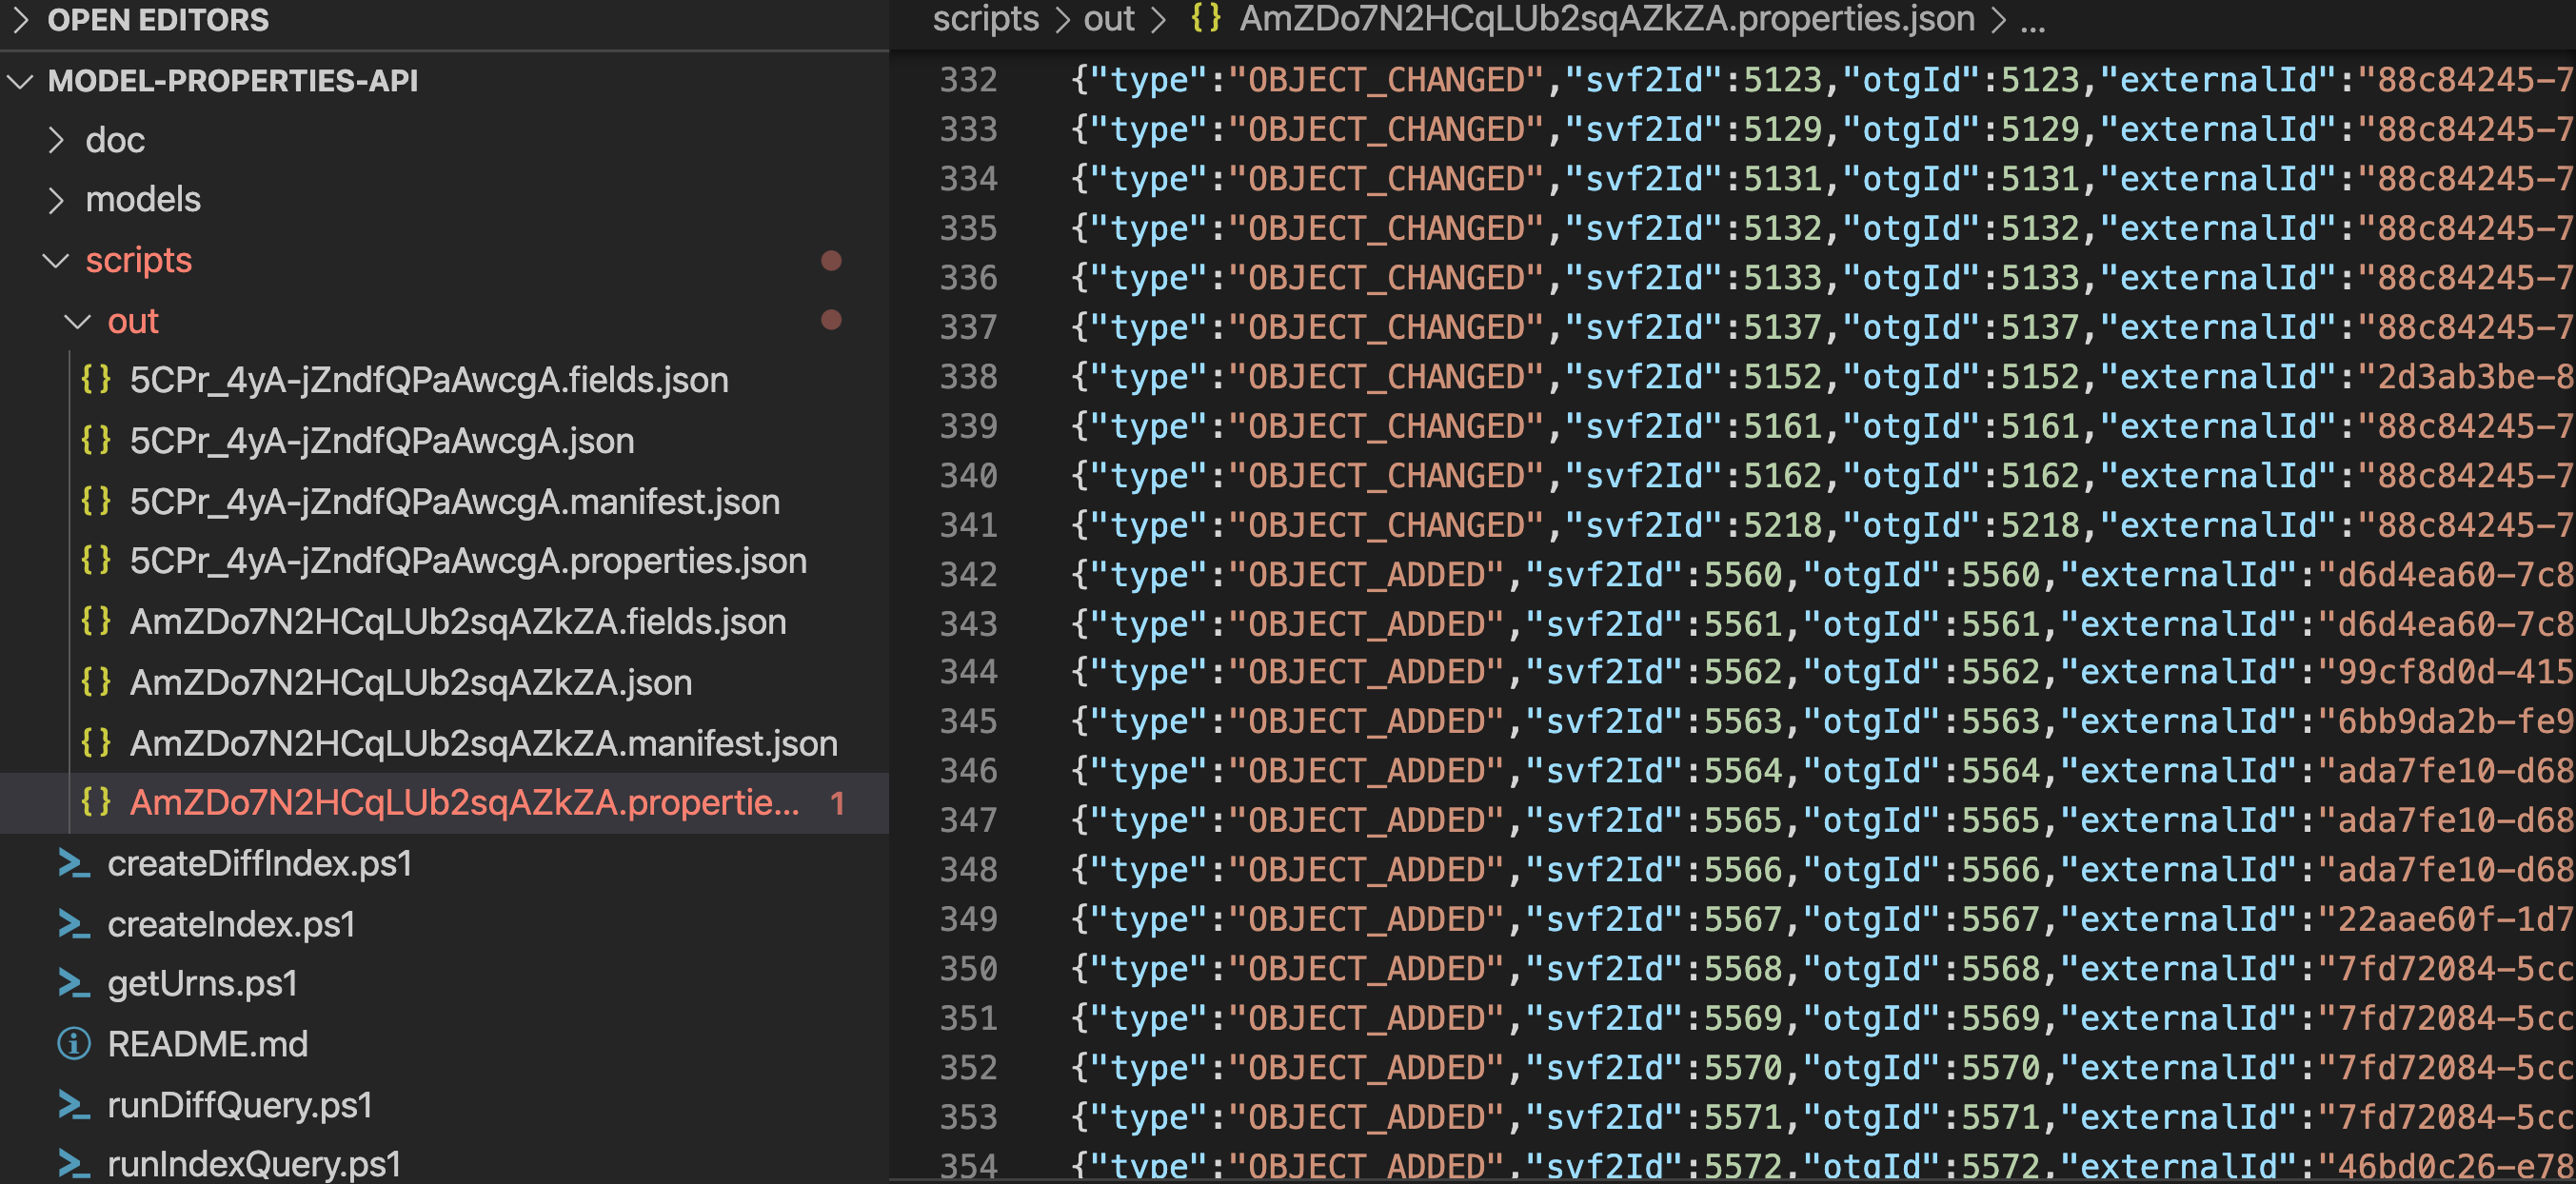 OPEN EDITORS
MODEL-PROPERTIES-API
doc
models
scripts
out
{} 5CPr_4yA-jZndfQPaAwcgA.fields.json
{} 5CPr_4yA-jZndfQPaAwcgA.json
{} 5CPr_4yA-jZndfQPaAwcgA.manifest.json
{} 5CPr_4yA-jZndfQPaAwcgA.properties.json
{} AmZDo7N2HCqLUb2sqAZkZA.fields.json
{} AmZDo7N2HCqLUb2sqAZkZA.json
{} AmZDo7N2HCqLUb2sqAZkZA.manifest.json
{} AmZDo7N2HCqLUb2sqAZkZA.propertie... 1
createDiffIndex.ps1
createIndex.ps1
getUrns.ps1
README.md
runDiffQuery.ps1
runIndexQuery.ps1
scripts > out > {} AmZDo7N2HCqLUb2sqAZkZA.properties.json > ...
332 {"type":"OBJECT_CHANGED","svf2Id":5123,"otgId":5123,"externalId":"88c84245-7
333 {"type":"OBJECT_CHANGED","svf2Id":5129,"otgId":5129,"externalId":"88c84245-7
334 {"type":"OBJECT_CHANGED","svf2Id":5131,"otgId":5131,"externalId":"88c84245-7
335 {"type":"OBJECT_CHANGED","svf2Id":5132,"otgId":5132,"externalId":"88c84245-7
336 {"type":"OBJECT_CHANGED","svf2Id":5133,"otgId":5133,"externalId":"88c84245-7
337 {"type":"OBJECT_CHANGED","svf2Id":5137,"otgId":5137,"externalId":"88c84245-7
338 {"type":"OBJECT_CHANGED","svf2Id":5152,"otgId":5152,"externalId":"2d3ab3be-8
339 {"type":"OBJECT_CHANGED","svf2Id":5161,"otgId":5161,"externalId":"88c84245-7
340 {"type":"OBJECT_CHANGED","svf2Id":5162,"otgId":5162,"externalId":"88c84245-7
341 {"type":"OBJECT_CHANGED","svf2Id":5218,"otgId":5218,"externalId":"88c84245-7
342 {"type":"OBJECT_ADDED","svf2Id":5560,"otgId":5560,"externalId":"d6d4ea60-7c8
343 {"type":"OBJECT_ADDED","svf2Id":5561,"otgId":5561,"externalId":"d6d4ea60-7c8
344 {"type":"OBJECT_ADDED","svf2Id":5562,"otgId":5562,"externalId":"99cf8d0d-415
345 {"type":"OBJECT_ADDED","svf2Id":5563,"otgId":5563,"externalId":"6bb9da2b-fe9
346 {"type":"OBJECT_ADDED","svf2Id":5564,"otgId":5564,"externalId":"ada7fe10-d68
347 {"type":"OBJECT_ADDED","svf2Id":5565,"otgId":5565,"externalId":"ada7fe10-d68
348 {"type":"OBJECT_ADDED","svf2Id":5566,"otgId":5566,"externalId":"ada7fe10-d68
349 {"type":"OBJECT_ADDED","svf2Id":5567,"otgId":5567,"externalId":"22aae60f-1d7
350 {"type":"OBJECT_ADDED","svf2Id":5568,"otgId":5568,"externalId":"7fd72084-5cc
351 {"type":"OBJECT_ADDED","svf2Id":5569,"otgId":5569,"externalId":"7fd72084-5cc
352 {"type":"OBJECT_ADDED","svf2Id":5570,"otgId":5570,"externalId":"7fd72084-5cc
353 {"type":"OBJECT_ADDED","svf2Id":5571,"otgId":5571,"externalId":"7fd72084-5cc
354 {"type":"OBJECT_ADDED","svf2Id":5572,"otgId":5572,"externalId":"46bd0c26-e78